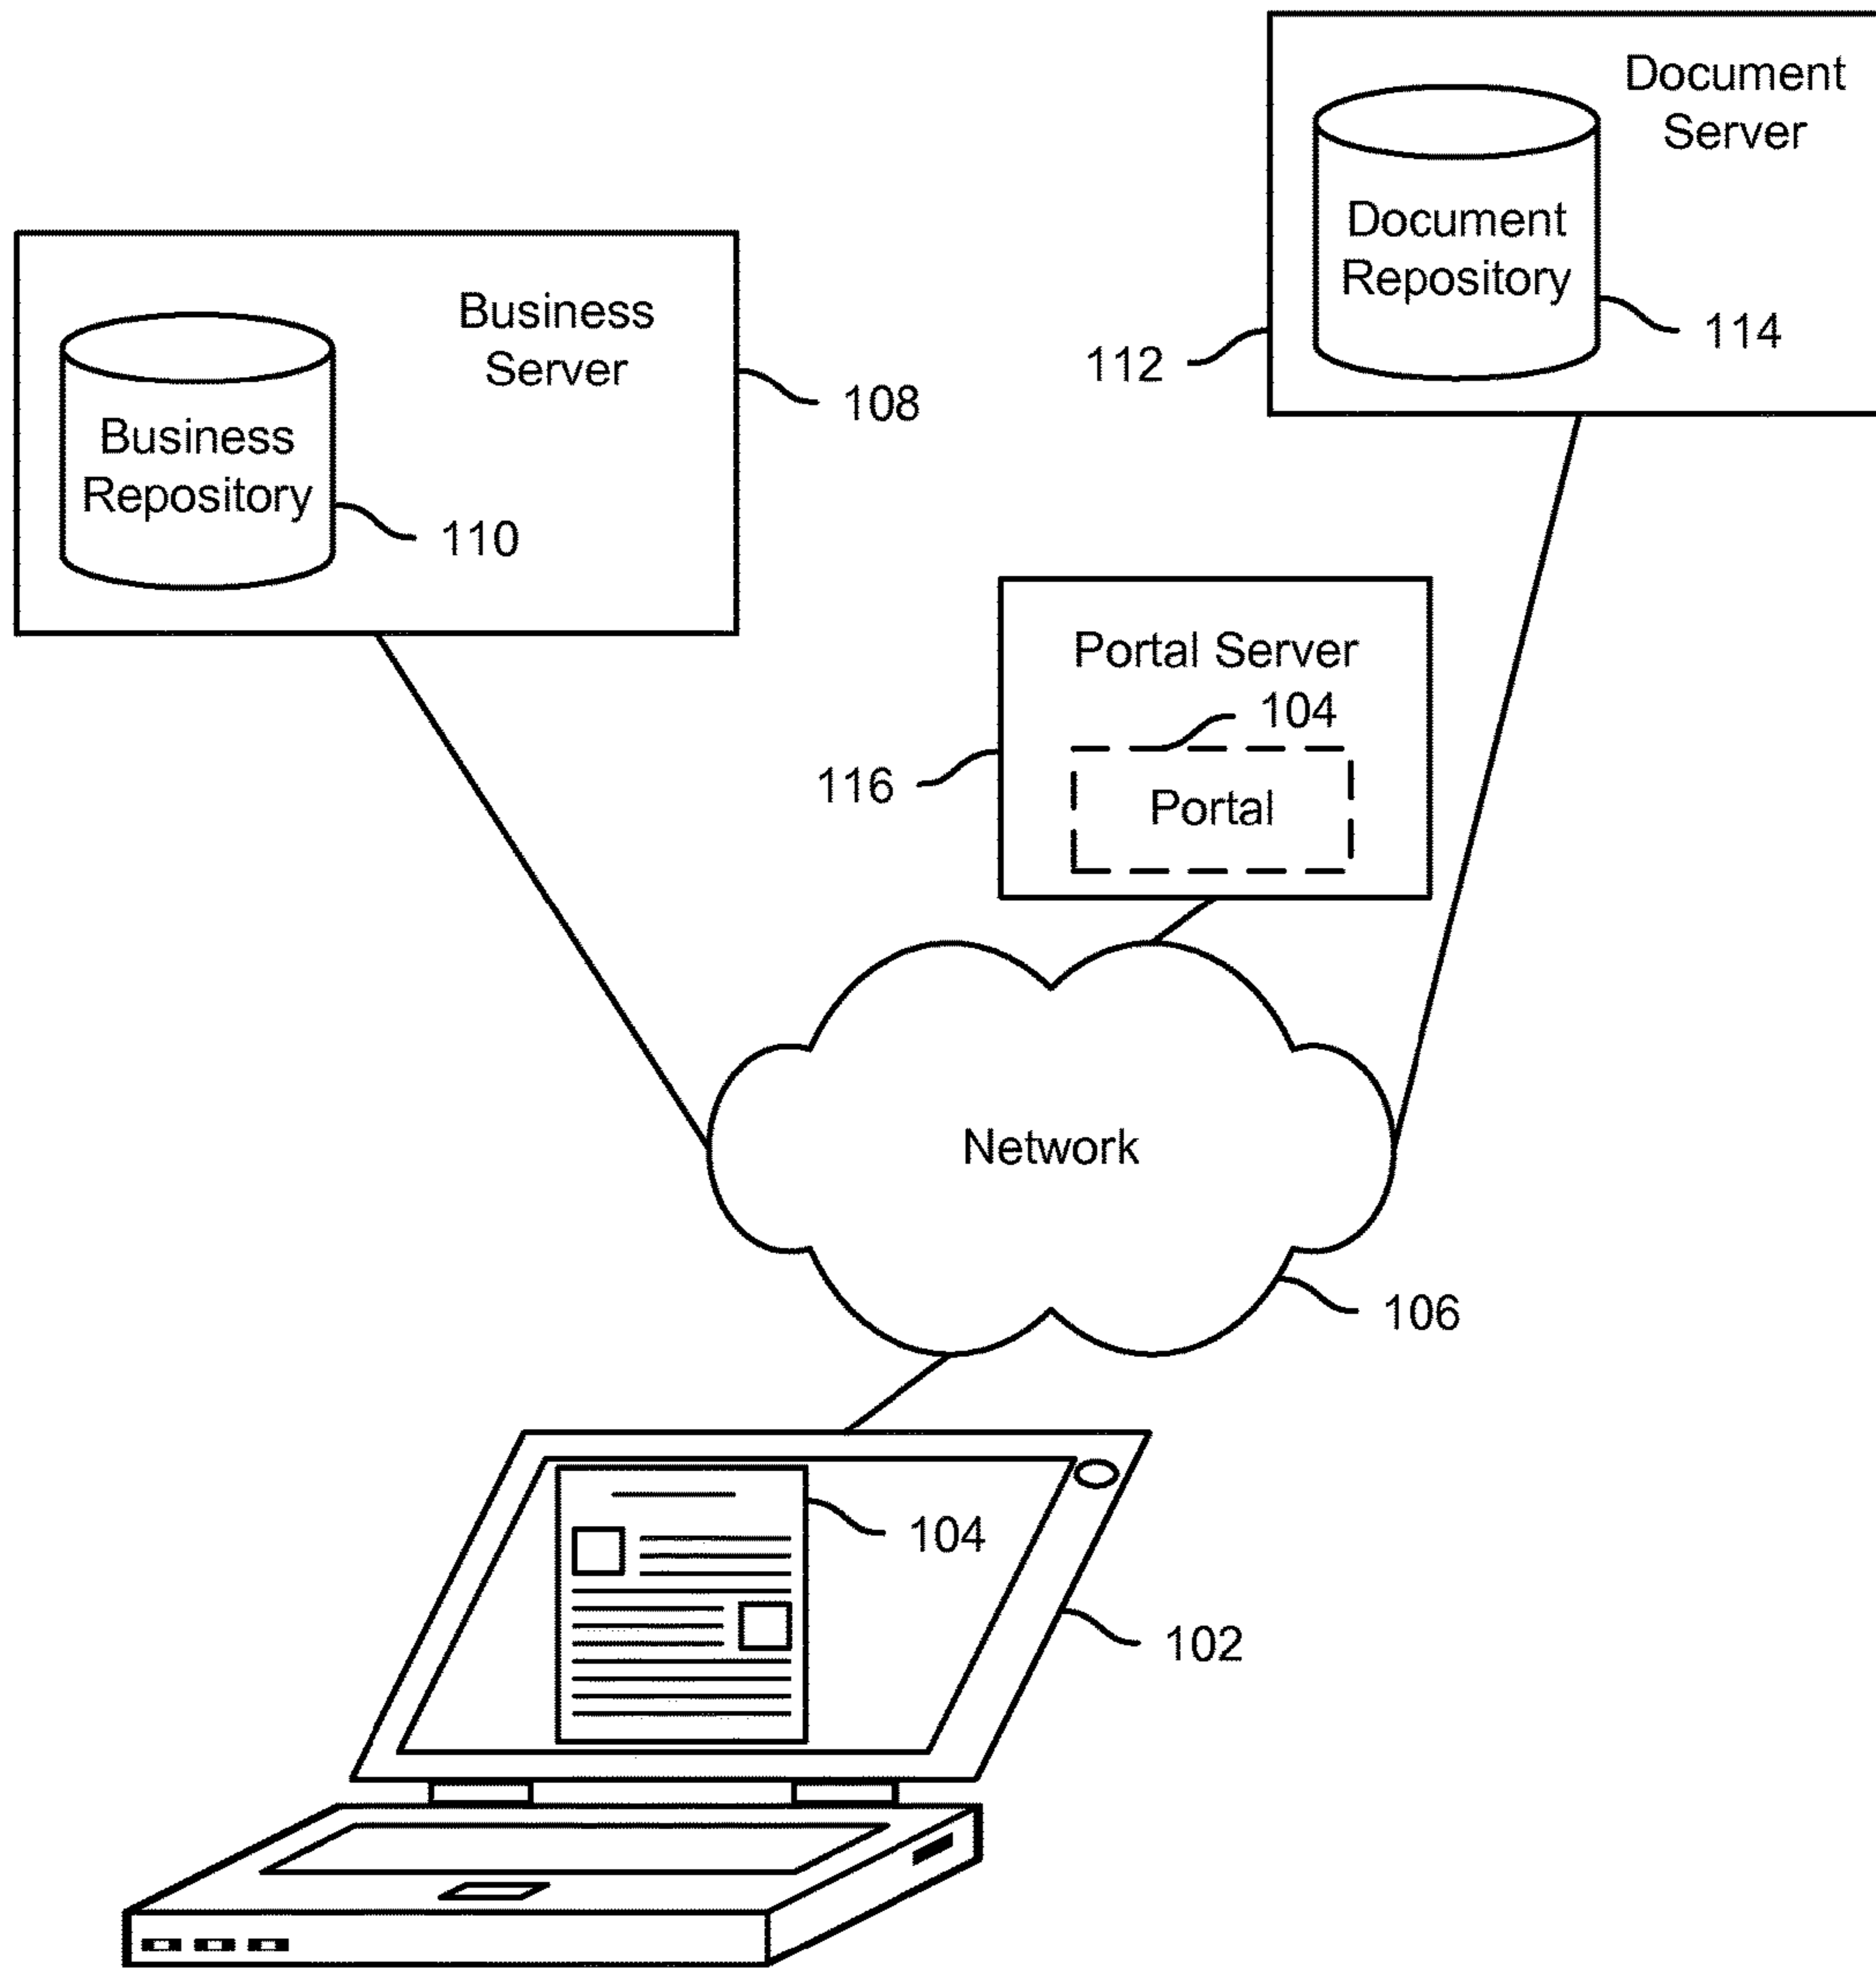 Document
Server
Document
Repository
114
112
Business
Server
108
Business
Repository
110
Portal Server
104
116
Portal
Network
106
104
102